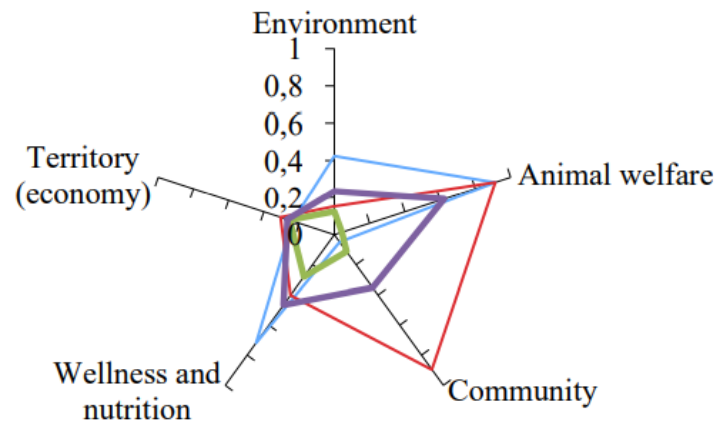 Environment
1
0,8
0,6
0,4
0,2
0
Territory
(economy)
Animal welfare
Wellness and
nutrition
Community